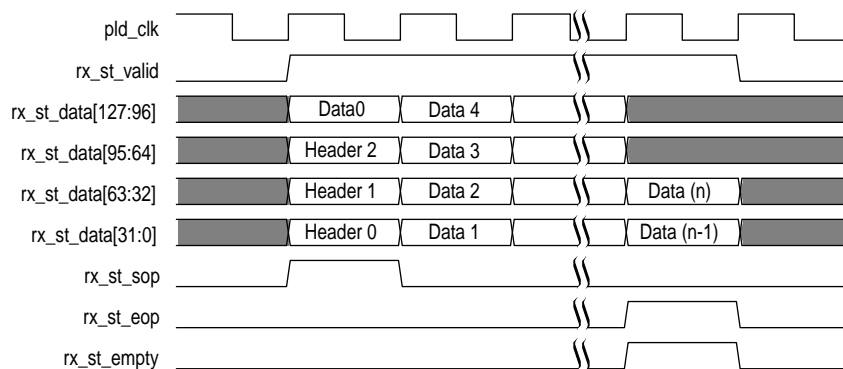 pld_clk
rx_st_valid
rx_st_data[127:96] Data0 Data 4
rx_st_data[95:64] Header 2 Data 3
rx_st_data[63:32] Header 1 Data 2 Data (n)
rx_st_data[31:0] Header 0 Data 1 Data (n-1)
rx_st_sop
rx_st_eop
rx_st_empty